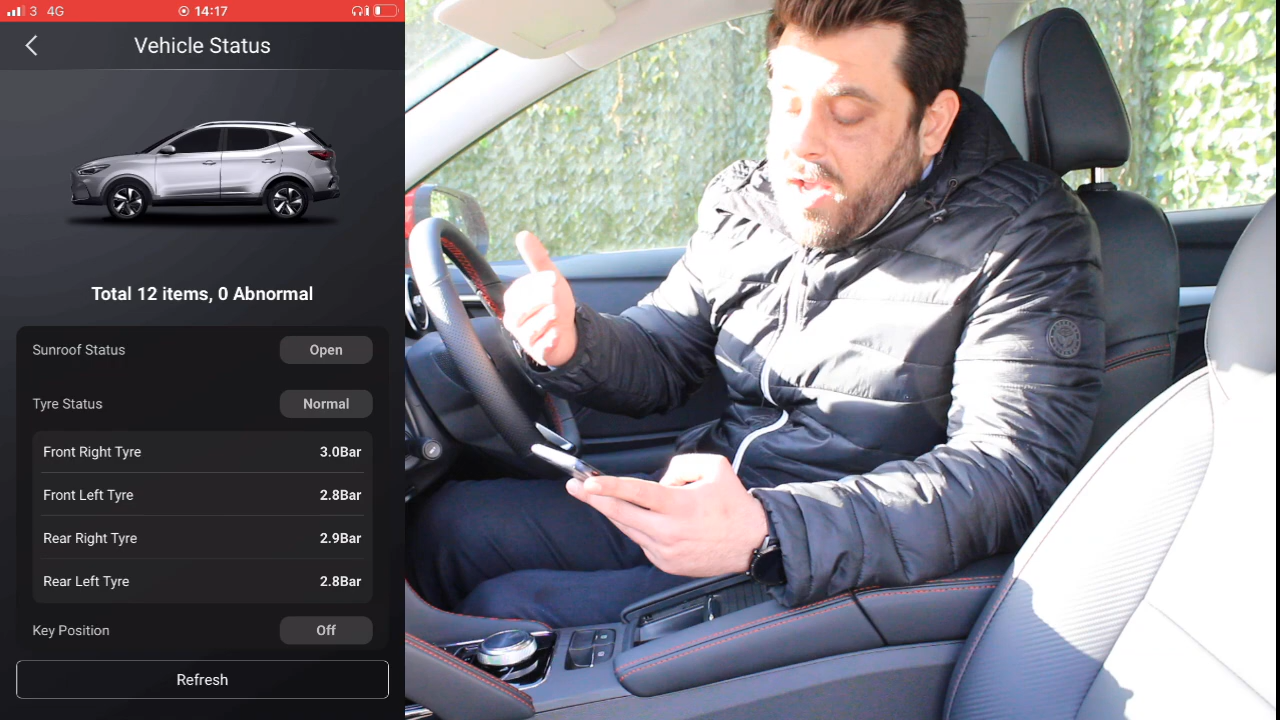 3 4G 14:17
Vehicle Status
Total 12 items, 0 Abnormal
Sunroof Status Open
Tyre Status Normal
Front Right Tyre 3.0Bar
Front Left Tyre 2.8Bar
Rear Right Tyre 2.9Bar
Rear Left Tyre 2.8Bar
Key Position Off
Refresh